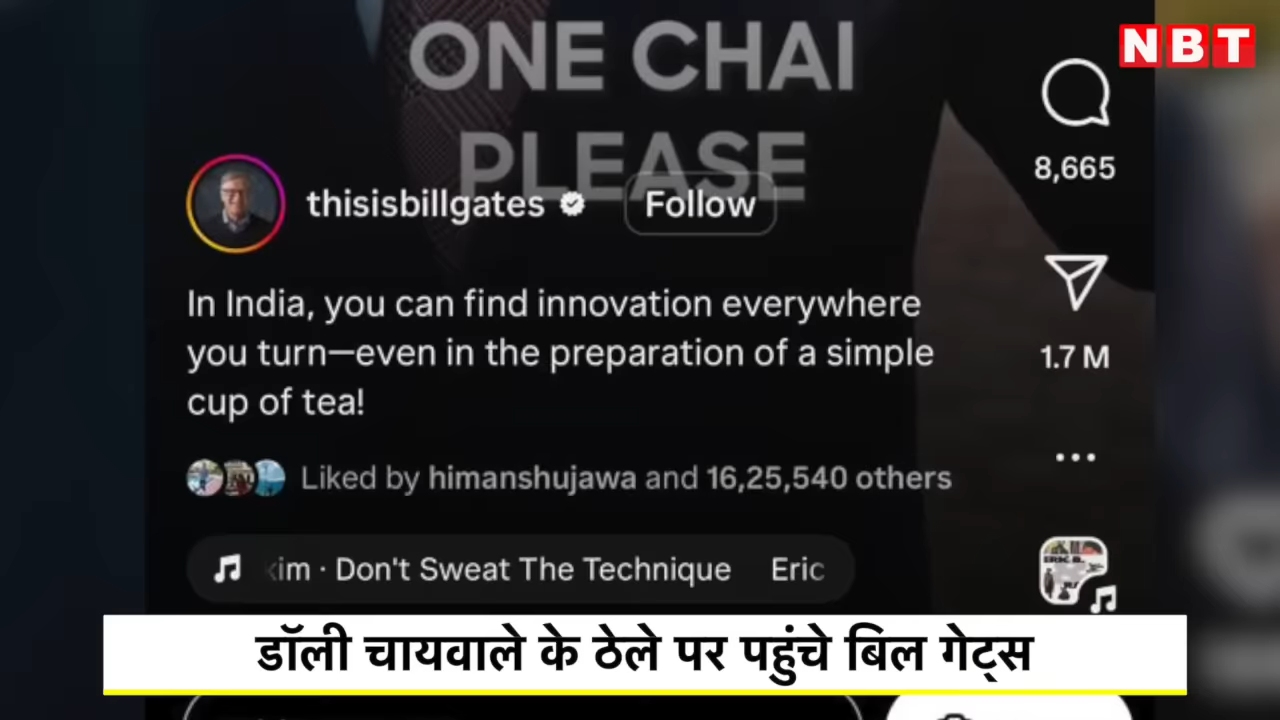 NBT
ONE CHAI
PLEASE
8,665
thisisbillgates
Follow
In India, you can find innovation everywhere
you turn—even in the preparation of a simple
cup of tea!
1.7 M
Liked by himanshujawa and 16,25,540 others
kim · Don't Sweat The Technique Eric
ERIC B.
डॉली चायवाले के ठेले पर पहुंचे बिल गेट्स